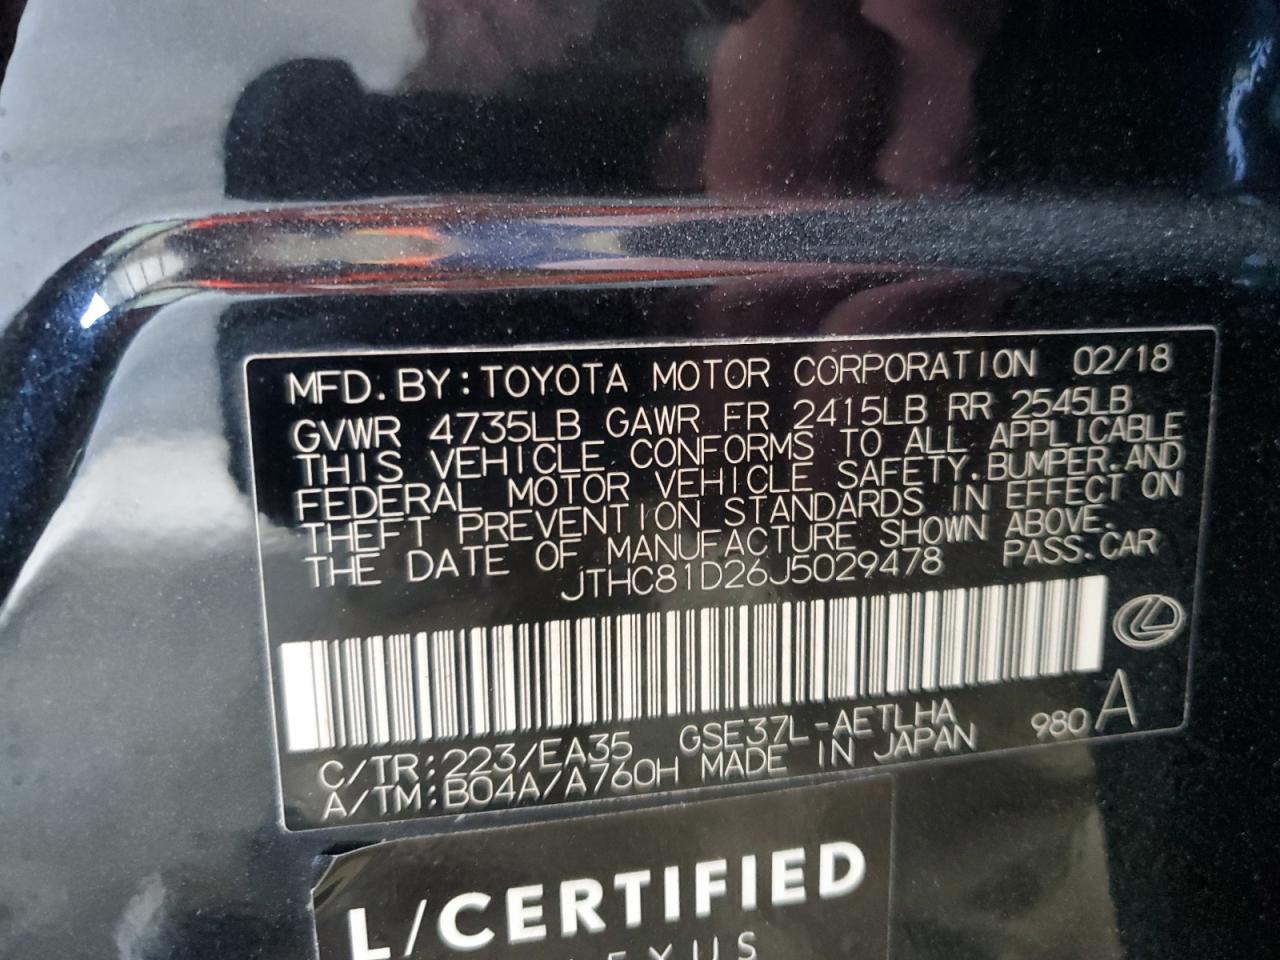 MFD. BY: TOYOTA MOTOR CORPORATION 02/18
GVWR 4735LB GAWR FR 2415LB RR 2545LB
THIS VEHICLE CONFORMS TO ALL APPLICABLE
FEDERAL MOTOR VEHICLE SAFETY, BUMPER, AND
THEFT PREVENTION STANDARDS IN EFFECT ON
THE DATE OF MANUFACTURE SHOWN ABOVE.
JTHC81D26J5029478 PASS. CAR
C/TR: 223/EA35 GSE37L-AETLHA 980 A
A/TM: B04A/A760H MADE IN JAPAN
L/CERTIFIED
LEXUS